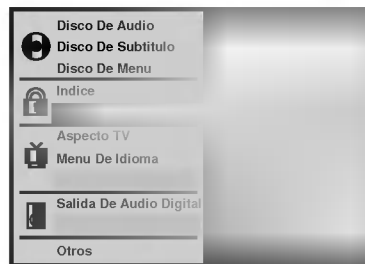 Disco De Audio
Disco De Subtitulo
Disco De Menu
Indice
Aspecto TV
Menu De Idioma
Salida De Audio Digital
Otros